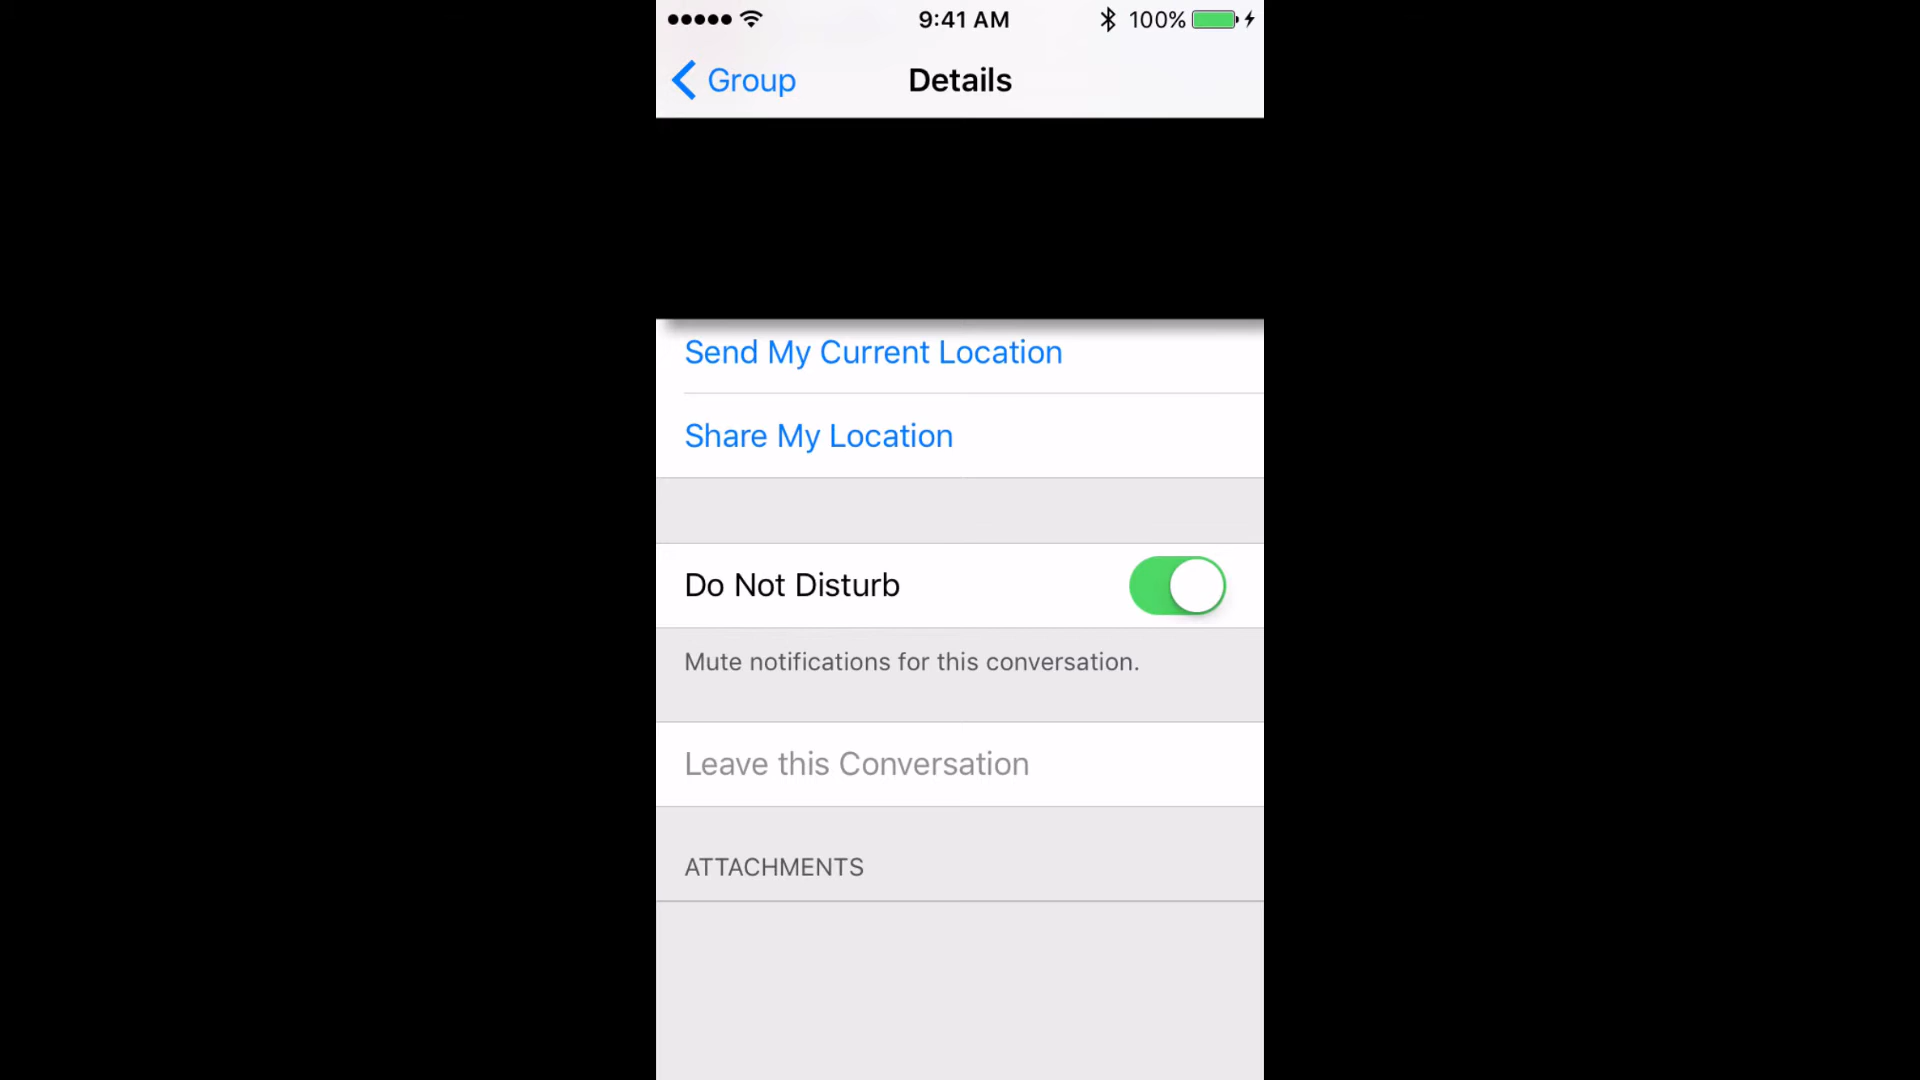 9:41 AM 100%
Group Details
Send My Current Location
Share My Location
Do Not Disturb
Mute notifications for this conversation.
Leave this Conversation
ATTACHMENTS